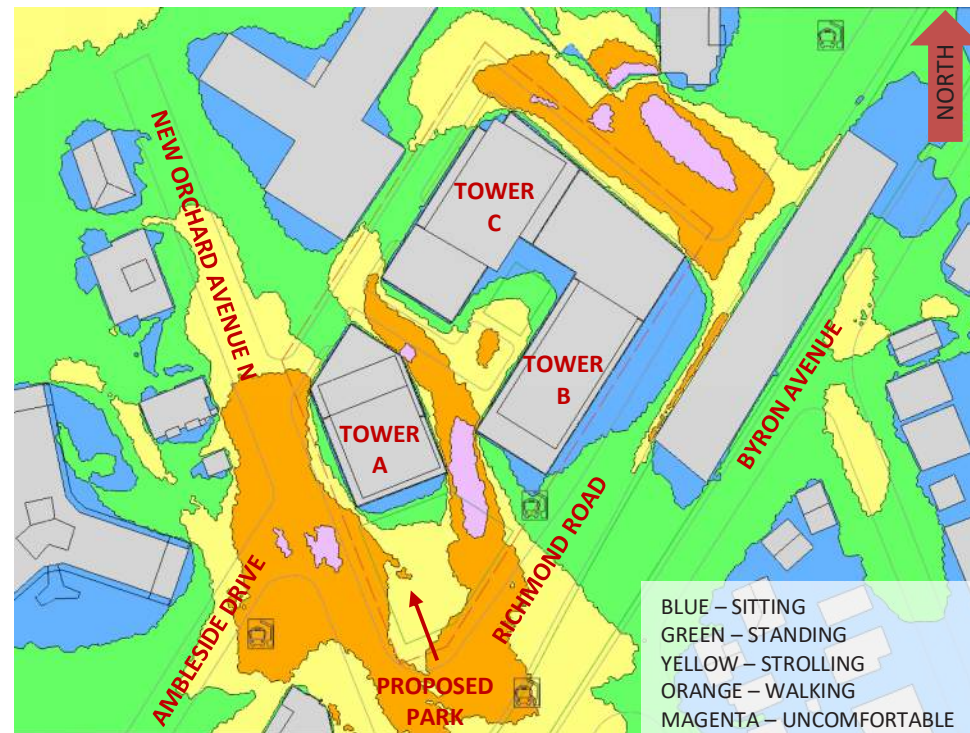 NORTH
NEW ORCHARD AVENUE N
TOWER
C
TOWER
B
TOWER
A
BYRON AVENUE
RICHMOND ROAD
AMBLESIDE DRIVE
PROPOSED
PARK
BLUE – SITTING
GREEN – STANDING
YELLOW – STROLLING
ORANGE – WALKING
MAGENTA – UNCOMFORTABLE